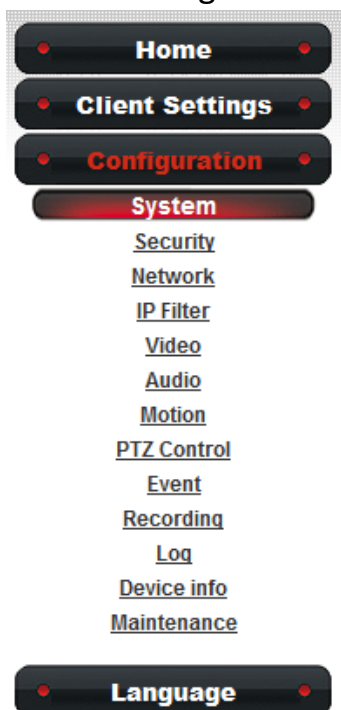 Home
Client Settings
Configuration
System
Security
Network
IP Filter
Video
Audio
Motion
PTZ Control
Event
Recording
Log
Device info
Maintenance
Language